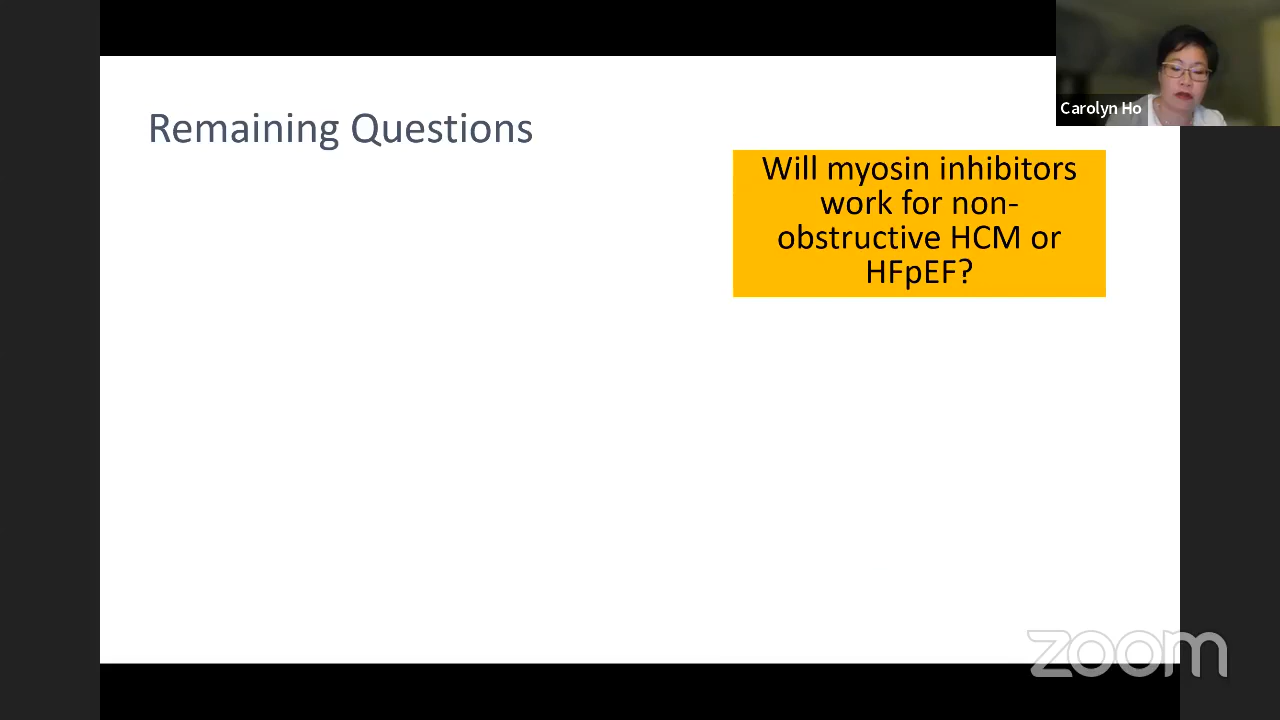 Remaining Questions
Carolyn Ho
Will myosin inhibitors
work for non-
obstructive HCM or
HFpEF?
zoom